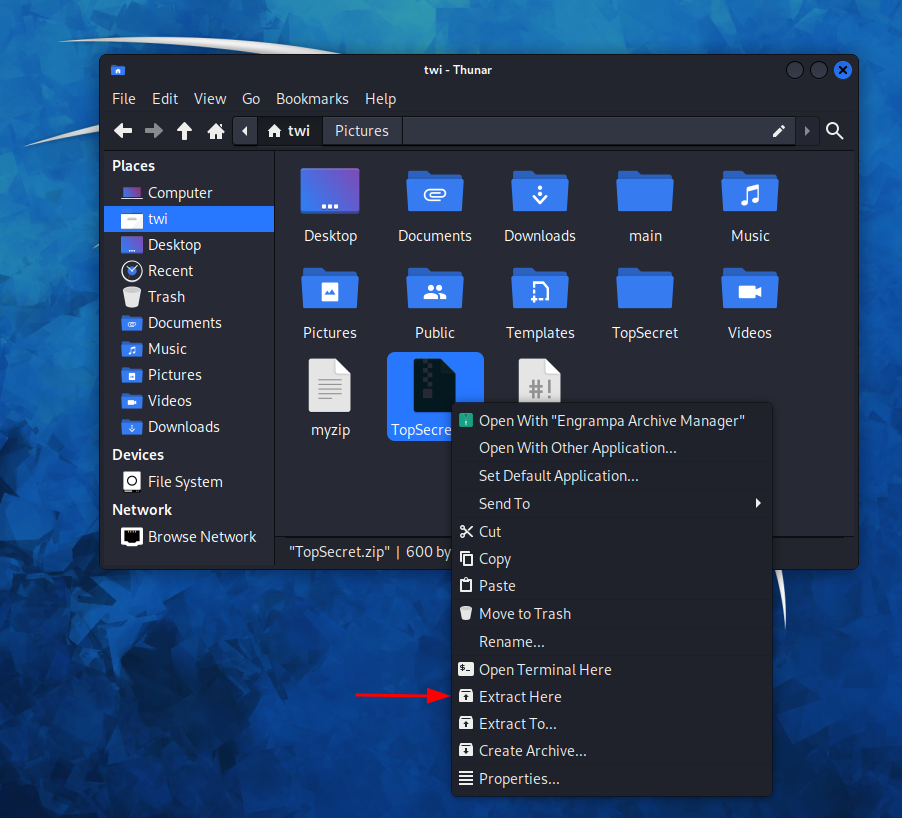 twi - Thunar
File Edit View Go Bookmarks Help
twi Pictures
Places
Computer
twi
Desktop
Recent
Trash
Documents
Music
Pictures
Videos
Downloads
Devices
File System
Network
Browse Network
Desktop Documents Downloads main Music
Pictures Public Templates TopSecret Videos
#!
myzip TopSecre
"TopSecret.zip" | 600 by
Open With "Engrampa Archive Manager"
Open With Other Application...
Set Default Application...
Send To
Cut
Copy
Paste
Move to Trash
Rename...
$_ Open Terminal Here
Extract Here
Extract To...
Create Archive...
Properties...